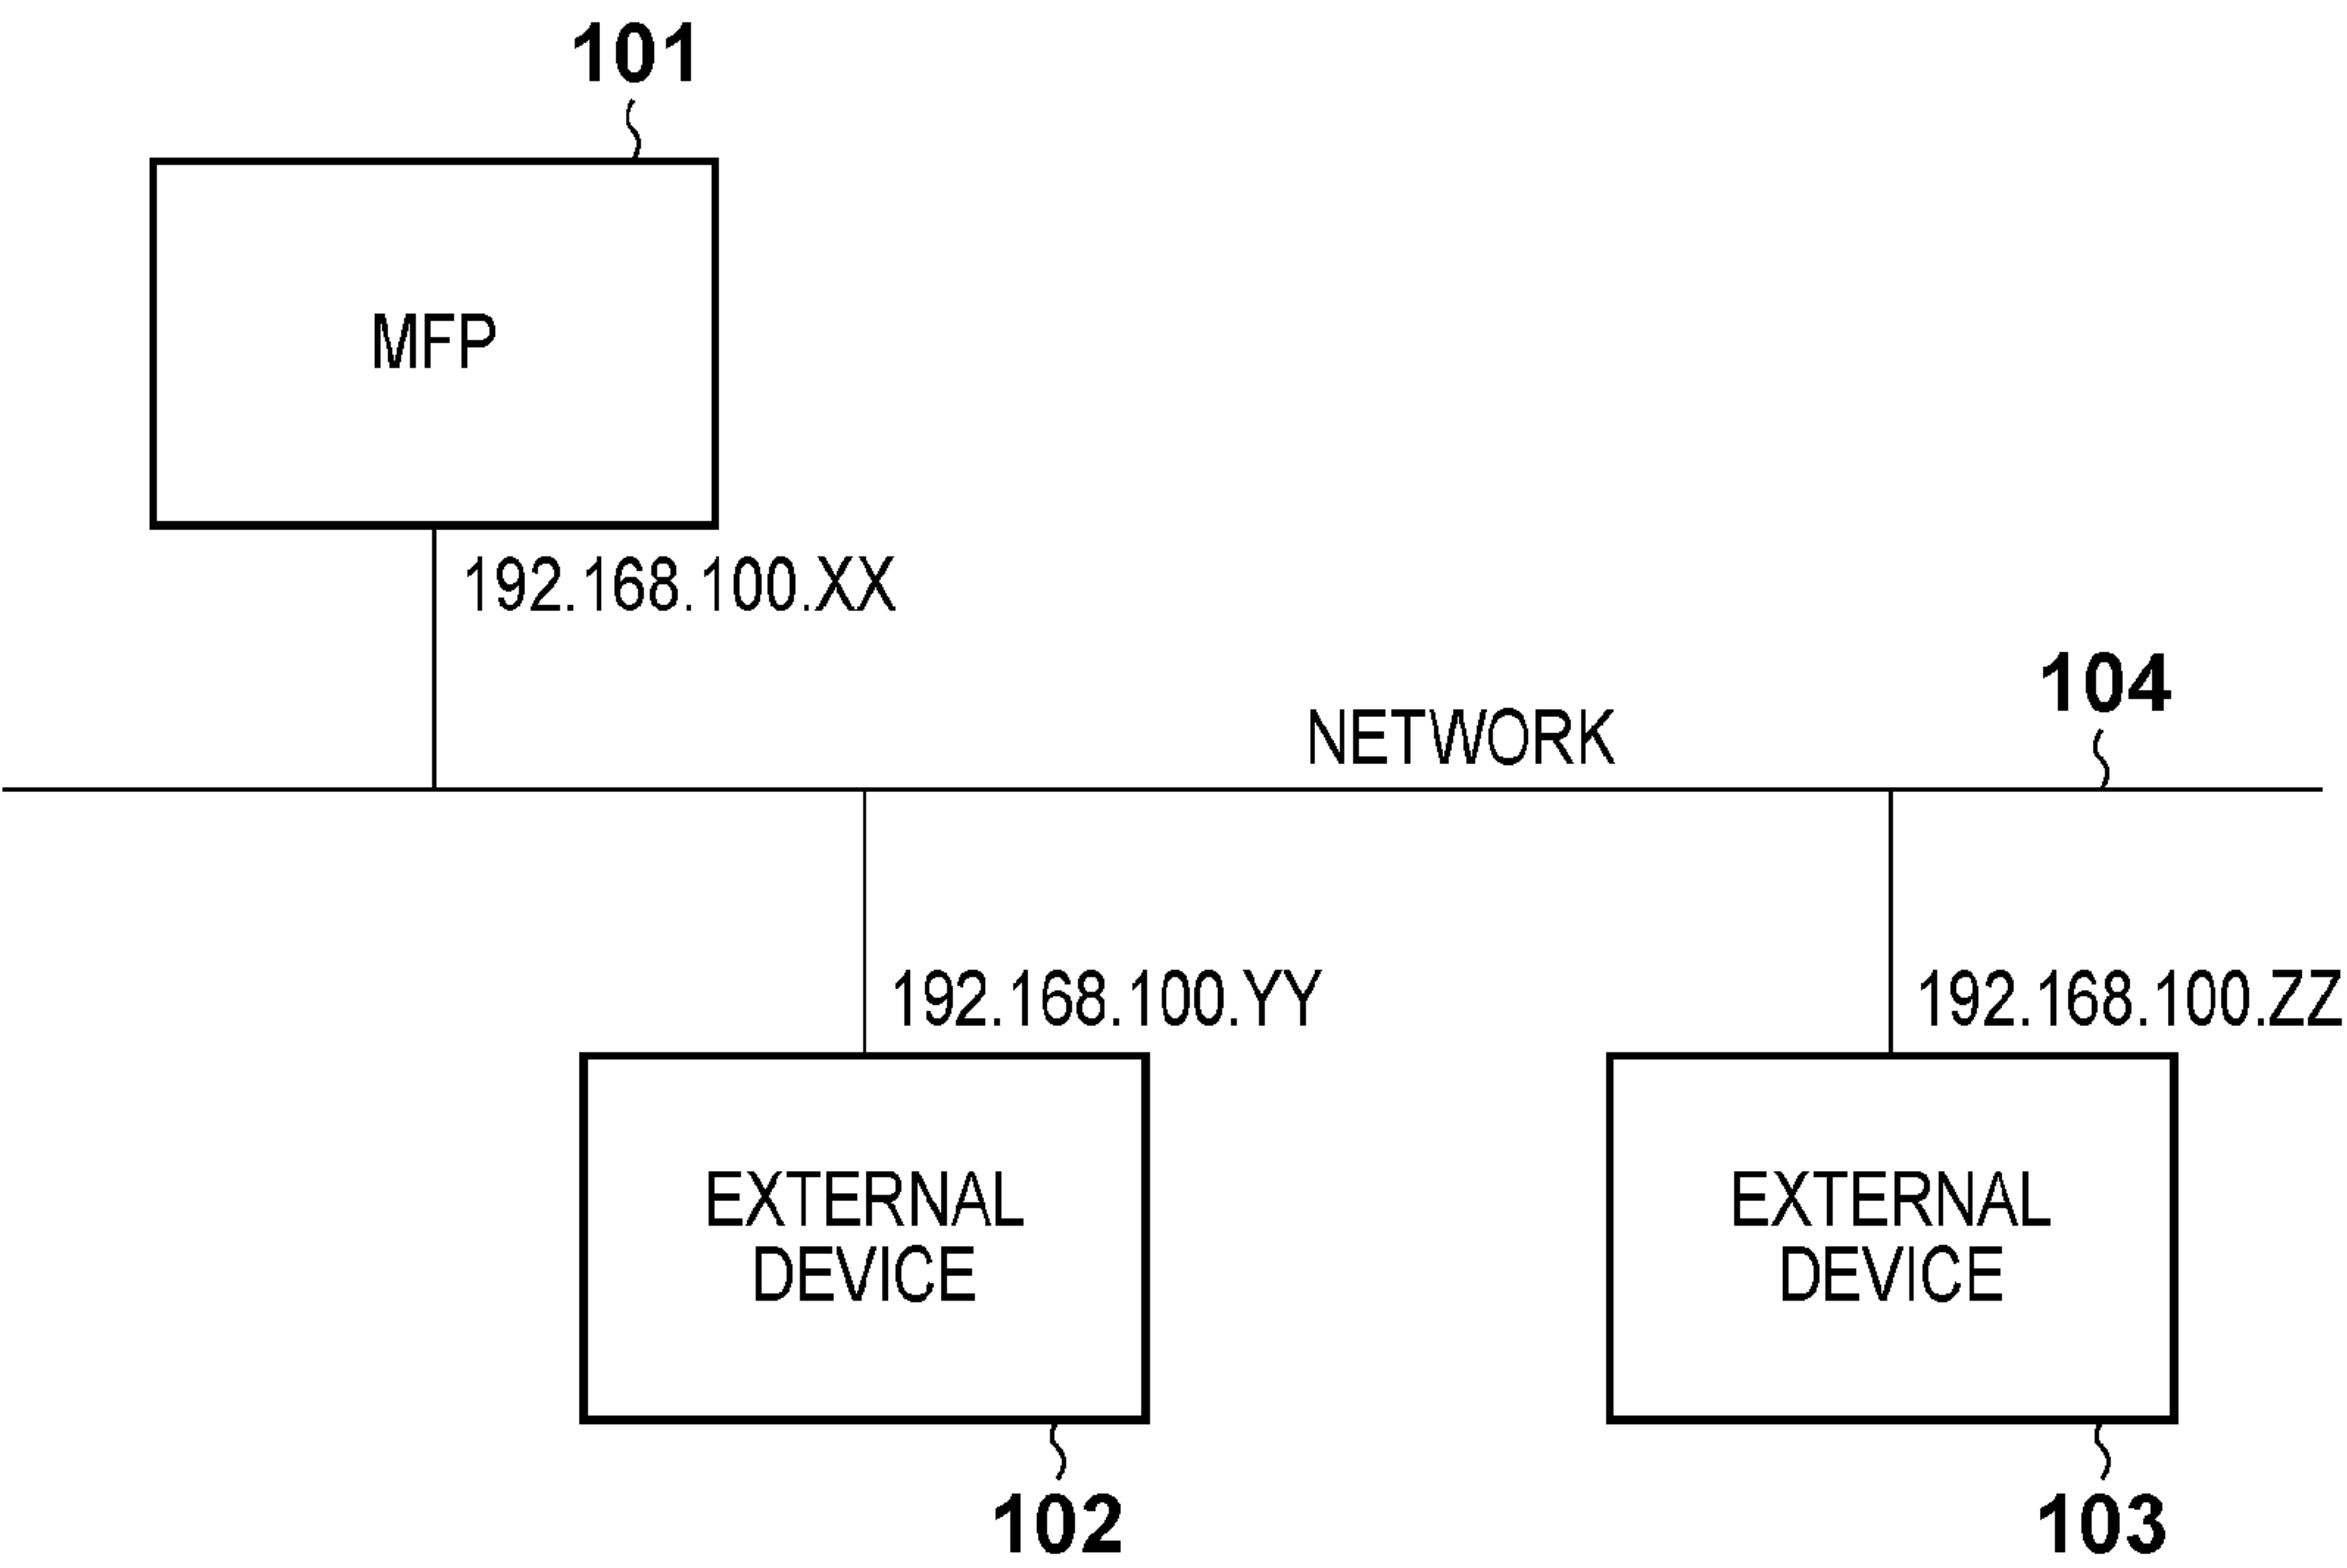 101
MFP
192.168.100.XX
104
NETWORK
192.168.100.YY
192.168.100.ZZ
EXTERNAL
DEVICE
EXTERNAL
DEVICE
102
103